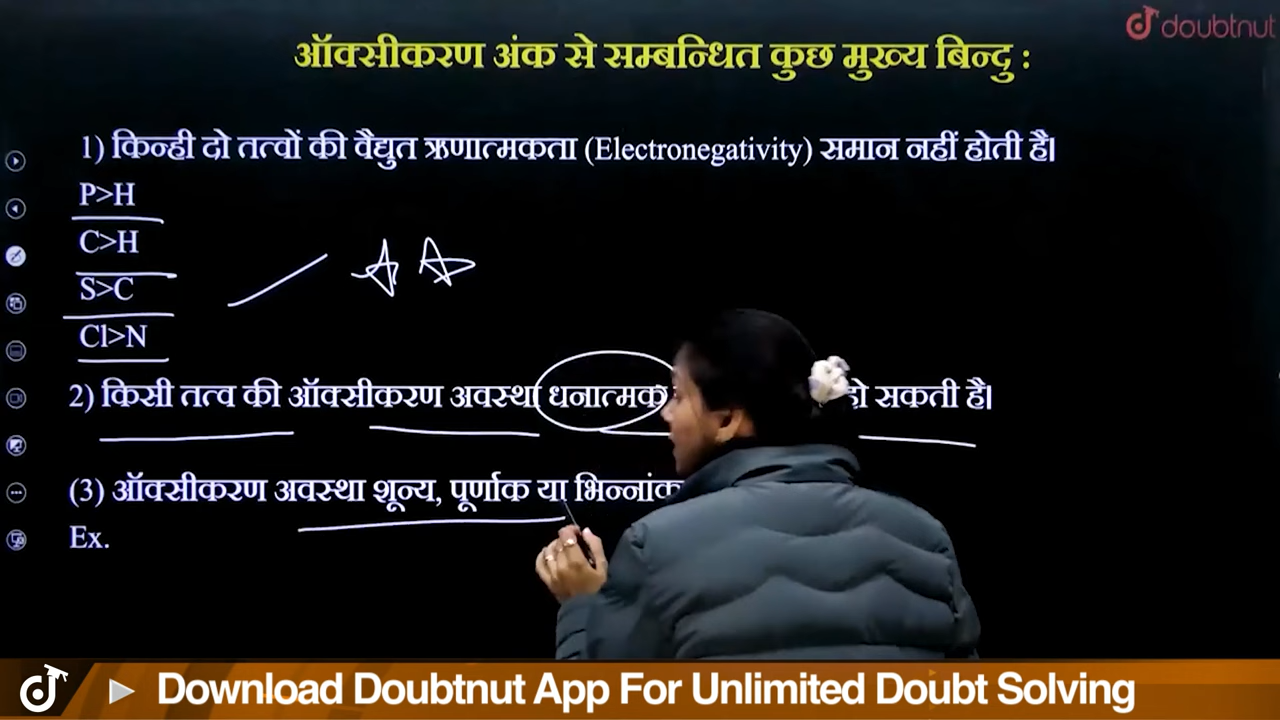 doubtnut
ऑक्सीकरण अंक से सम्बन्धित कुछ मुख्य बिन्दु :
1) किन्ही दो तत्वों की वैद्युत ऋणात्मकता (Electronegativity) समान नहीं होती है।
P>H
C>H
S>C
Cl>N
2) किसी तत्व की ऑक्सीकरण अवस्था धनात्मक हो सकती है।
(3) ऑक्सीकरण अवस्था शून्य, पूर्णाक या भिन्नांक
Ex.
Download Doubtnut App For Unlimited Doubt Solving